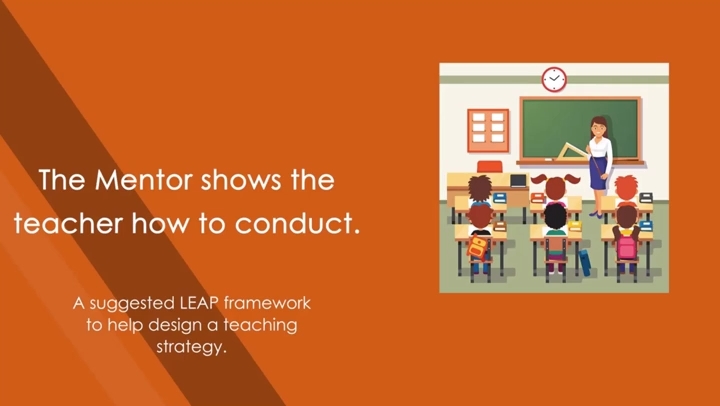 The Mentor shows the
teacher how to conduct.
A suggested LEAP framework
to help design a teaching
strategy.